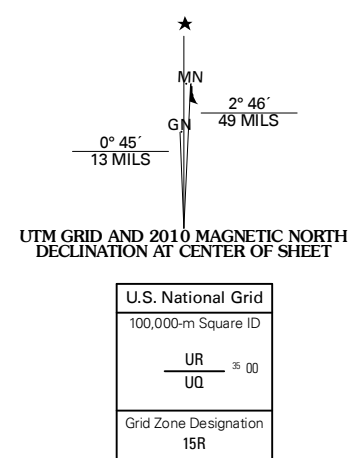 ★
MN
2° 46´
49 MILS
GN
0° 45´
13 MILS
UTM GRID AND 2010 MAGNETIC NORTH
DECLINATION AT CENTER OF SHEET
U.S. National Grid
100,000-m Square ID
UR
35 00
UQ
Grid Zone Designation
15R